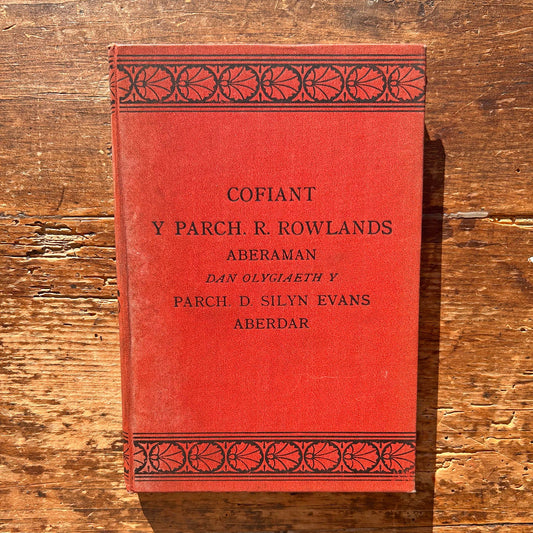 COFIANT
Y PARCH. R. ROWLANDS
ABERAMAN
DAN OLYGIAETH Y
PARCH. D. SILYN EVANS
ABERDAR